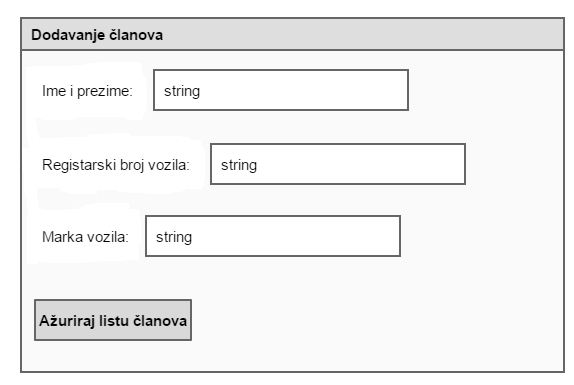 Dodavanje članova
Ime i prezime: string
Registarski broj vozila: string
Marka vozila: string
Ažuriraj listu članova